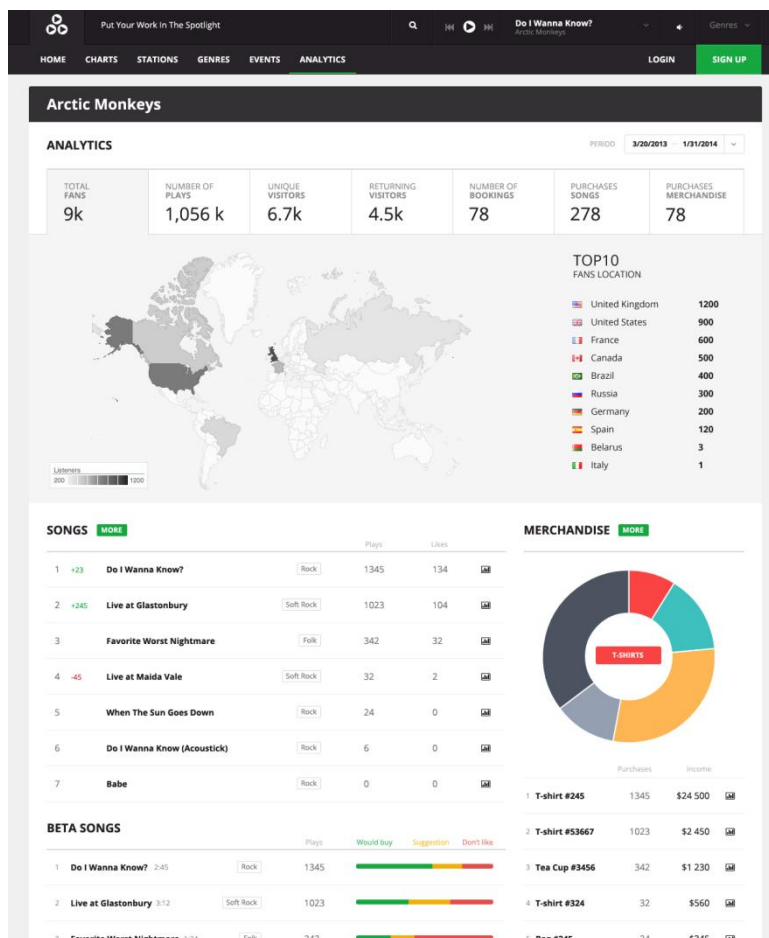 Put Your Work In The Spotlight
Do I Wanna Know?
Arctic Monkeys
Genres
HOME CHARTS STATIONS GENRES EVENTS ANALYTICS LOGIN SIGN UP
Arctic Monkeys
ANALYTICS
PERIOD 3/20/2013 – 1/31/2014
TOTAL FANS 9k
NUMBER OF PLAYS 1,056 k
UNIQUE VISITORS 6.7k
RETURNING VISITORS 4.5k
NUMBER OF BOOKINGS 78
PURCHASES SONGS 278
PURCHASES MERCHANDISE 78
TOP10
FANS LOCATION
United Kingdom 1200
United States 900
France 600
Canada 500
Brazil 400
Russia 300
Germany 200
Spain 120
Belarus 3
Italy 1
Listeners
200 1200
SONGS MORE
Plays Likes
1 +23 Do I Wanna Know? Rock 1345 134
2 +245 Live at Glastonbury Soft Rock 1023 104
3 Favorite Worst Nightmare Folk 342 32
4 -45 Live at Maida Vale Soft Rock 32 2
5 When The Sun Goes Down Rock 24 0
6 Do I Wanna Know (Acoustick) Rock 6 0
7 Babe Rock 0 0
BETA SONGS
Plays Would buy Suggestion Don't like
1 Do I Wanna Know? 2:45 Rock 1345
2 Live at Glastonbury 3:12 Soft Rock 1023
MERCHANDISE MORE
T-SHIRTS
Purchases Income
1 T-shirt #245 1345 $24 500
2 T-shirt #53667 1023 $2 450
3 Tea Cup #3456 342 $1 230
4 T-shirt #324 32 $560